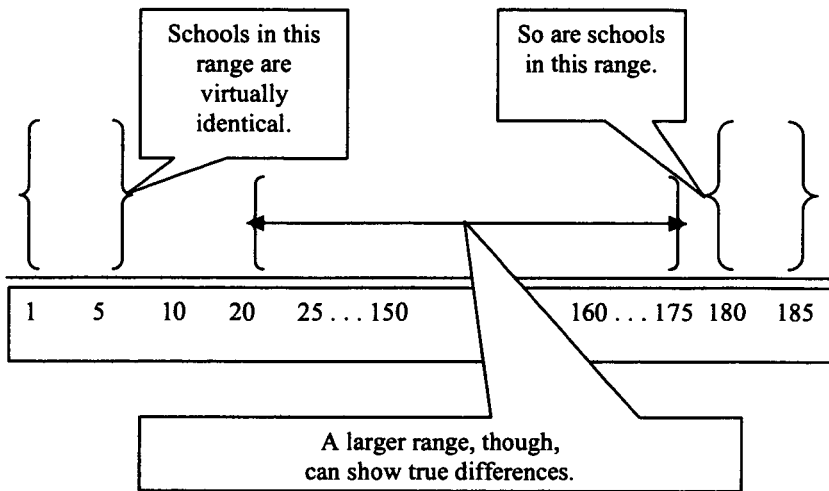 Schools in this
range are
virtually
identical.
So are schools
in this range.
1 5 10 20 25 . . . 150 160 . . . 175 180 185
A larger range, though,
can show true differences.